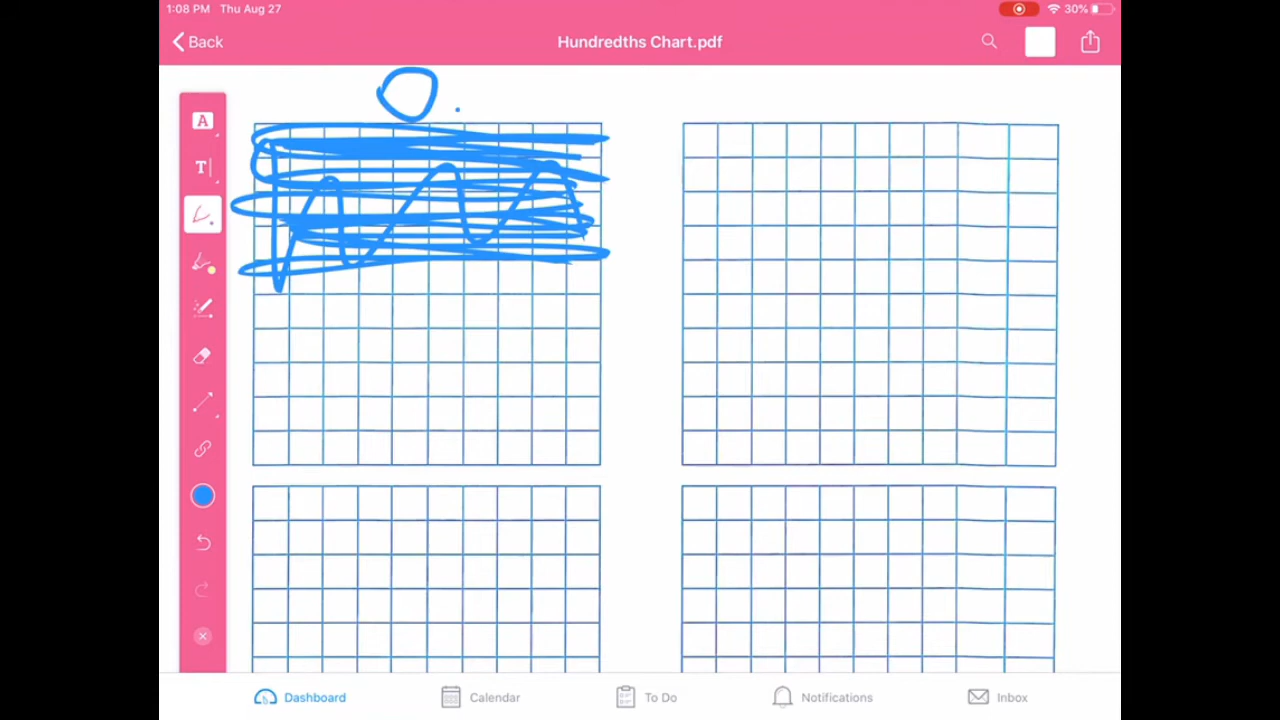 1:08 PM Thu Aug 27 30%
Back Hundredths Chart.pdf
0.
A
T
Dashboard Calendar To Do Notifications Inbox